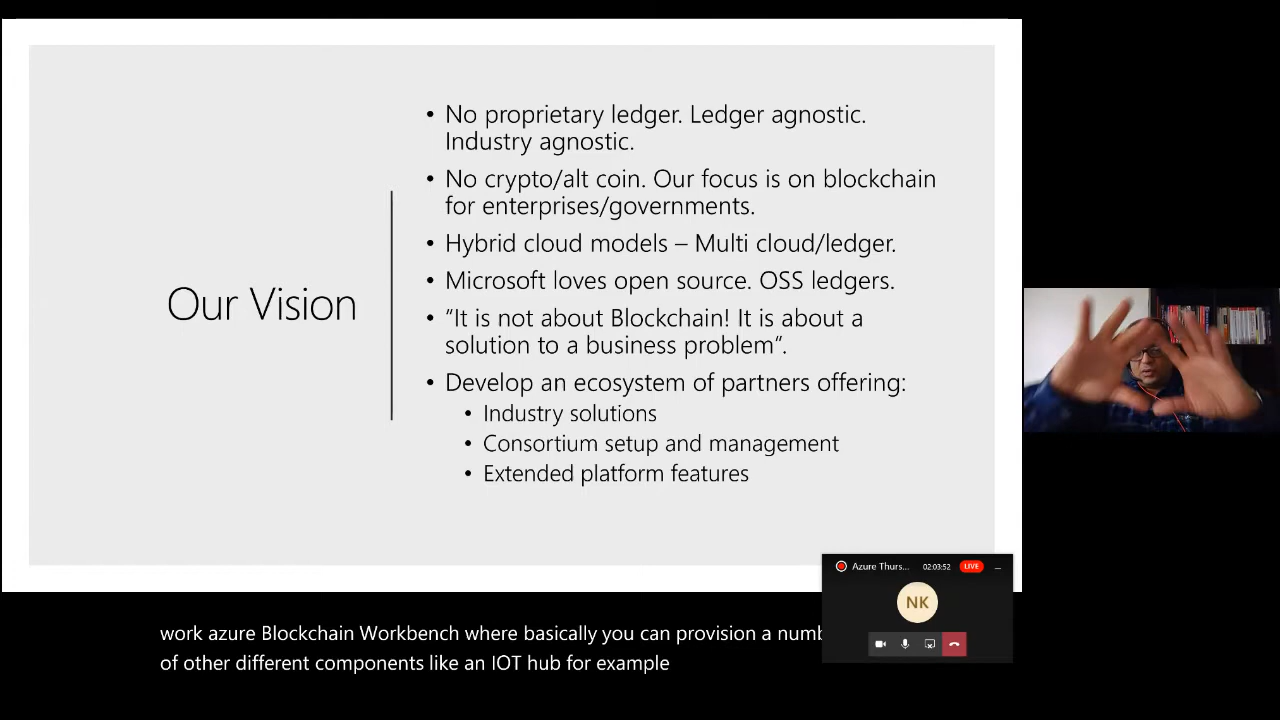 Our Vision
• No proprietary ledger. Ledger agnostic.
Industry agnostic.
• No crypto/alt coin. Our focus is on blockchain
for enterprises/governments.
• Hybrid cloud models – Multi cloud/ledger.
• Microsoft loves open source. OSS ledgers.
• “It is not about Blockchain! It is about a
solution to a business problem”.
• Develop an ecosystem of partners offering:
• Industry solutions
• Consortium setup and management
• Extended platform features
Azure Thurs... 02:03:52 LIVE
NK
work azure Blockchain Workbench where basically you can provision a numb
of other different components like an IOT hub for example